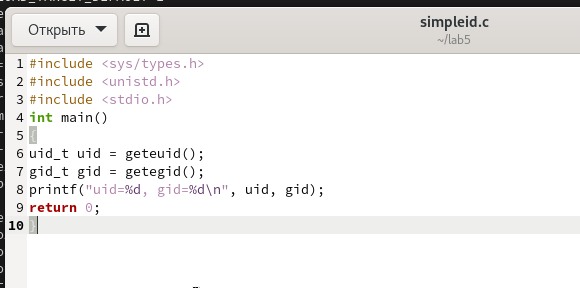 Открыть
simpleid.c
~/lab5
1 #include <sys/types.h>
2 #include <unistd.h>
3 #include <stdio.h>
4 int main()
5 {
6 uid_t uid = geteuid();
7 gid_t gid = getegid();
8 printf("uid=%d, gid=%d\n", uid, gid);
9 return 0;
10 }